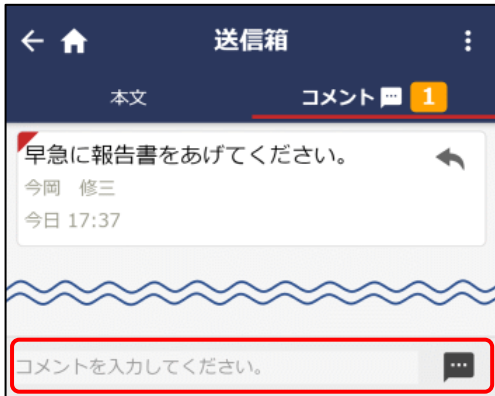 送信箱
本文
コメント 1
早急に報告書をあげてください。
今岡　修三
今日 17:37
コメントを入力してください。